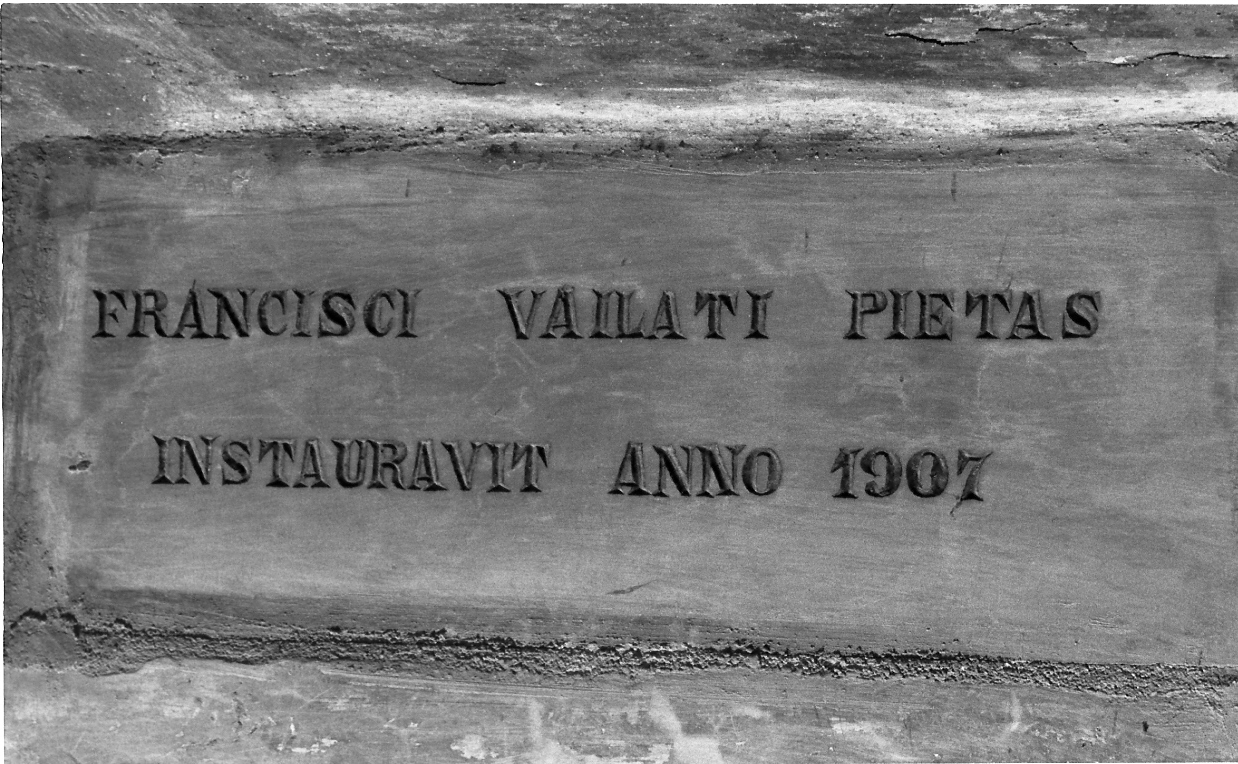 FRANCISCI VAILATI PIETAS
INSTAURAVIT ANNO 1907